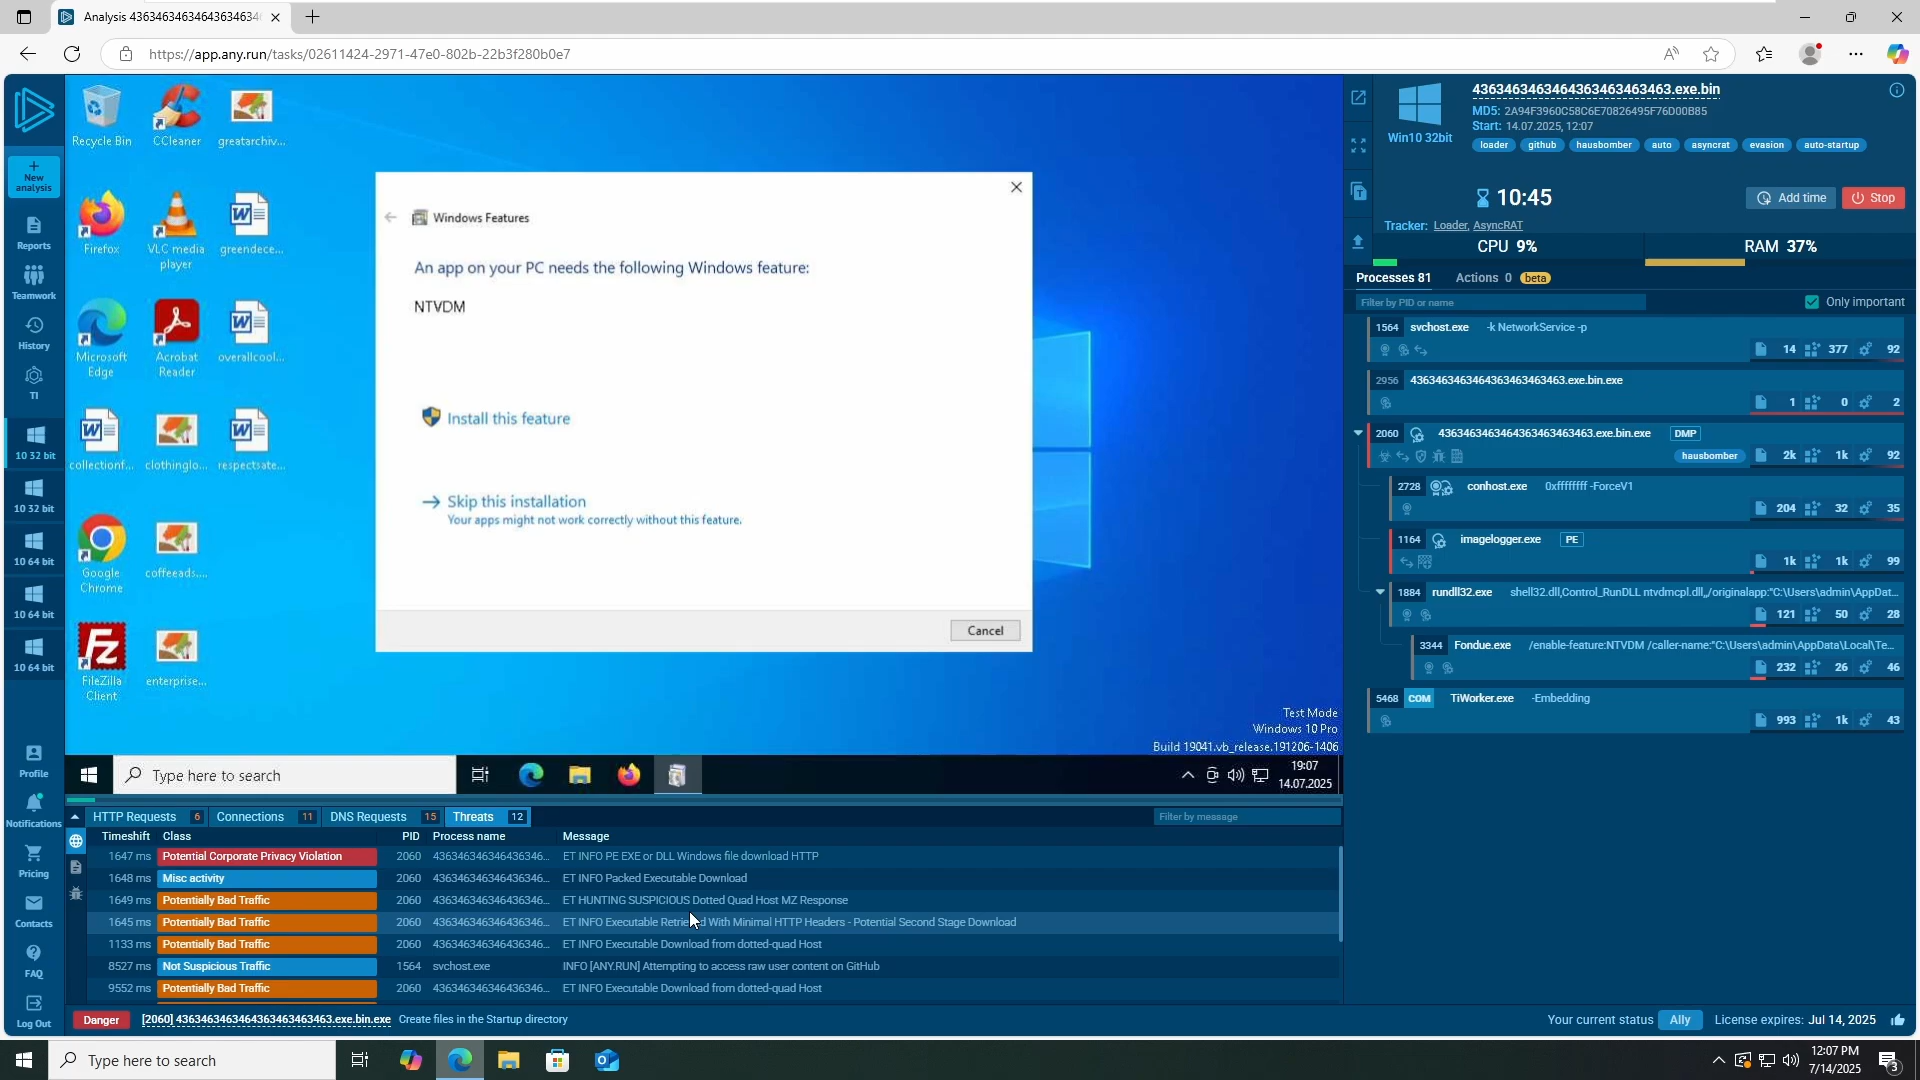 Analysis 4363463463464363463463
https://app.any.run/tasks/02611424-2971-47e0-802b-22b3f280b0e7
New analysis
Reports
Teamwork
History
TI
10 32 bit
10 32 bit
10 64 bit
10 64 bit
10 64 bit
Profile
Notifications
Pricing
Contacts
FAQ
Log Out
Recycle Bin
CCleaner
greatarchiv...
Firefox
VLC media player
greendece...
Microsoft Edge
Acrobat Reader
overallcool...
collectionf...
clothinglo...
respectsate...
Google Chrome
coffeeads....
FileZilla Client
enterprise...
Windows Features
An app on your PC needs the following Windows feature:
NTVDM
Install this feature
Skip this installation
Your apps might not work correctly without this feature.
Cancel
Test Mode
Windows 10 Pro
Build 19041.vb_release.191206-1406
Type here to search
19:07
14.07.2025
Win10 32bit
4363463463464363463463463.exe.bin
MD5: 2A94F3960C58C6E70826495F76D00B85
Start: 14.07.2025, 12:07
loader github hausbomber auto asyncrat evasion auto-startup
10:45
Add time
Stop
Tracker: Loader, AsyncRAT
CPU 9%
RAM 37%
Processes 81
Actions 0 beta
Filter by PID or name
Only important
1564 svchost.exe -k NetworkService -p
14 377 92
2956 4363463463464363463463463.exe.bin.exe
1 0 2
2060 4363463463464363463463463.exe.bin.exe DMP
hausbomber 2k 1k 92
2728 conhost.exe 0xffffffff -ForceV1
204 32 35
1164 imagelogger.exe PE
1k 1k 99
1884 rundll32.exe shell32.dll,Control_RunDLL ntvdmcpl.dll,,/originalapp:"C:\Users\admin\AppDat...
121 50 28
3344 Fondue.exe /enable-feature:NTVDM /caller-name:"C:\Users\admin\AppData\Local\Te...
232 26 46
5468 COM TiWorker.exe -Embedding
993 1k 43
HTTP Requests 6 Connections 11 DNS Requests 15 Threats 12
Filter by message
Timeshift Class PID Process name Message
1647 ms Potential Corporate Privacy Violation 2060 436346346346436346... ET INFO PE EXE or DLL Windows file download HTTP
1648 ms Misc activity 2060 436346346346436346... ET INFO Packed Executable Download
1649 ms Potentially Bad Traffic 2060 436346346346436346... ET HUNTING SUSPICIOUS Dotted Quad Host MZ Response
1645 ms Potentially Bad Traffic 2060 436346346346436346... ET INFO Executable Retrieved With Minimal HTTP Headers - Potential Second Stage Download
1133 ms Potentially Bad Traffic 2060 436346346346436346... ET INFO Executable Download from dotted-quad Host
8527 ms Not Suspicious Traffic 1564 svchost.exe INFO [ANY.RUN] Attempting to access raw user content on GitHub
9552 ms Potentially Bad Traffic 2060 436346346346436346... ET INFO Executable Download from dotted-quad Host
Danger [2060] 4363463463464363463463463.exe.bin.exe Create files in the Startup directory
Your current status Ally License expires: Jul 14, 2025
Type here to search
12:07 PM
7/14/2025
3